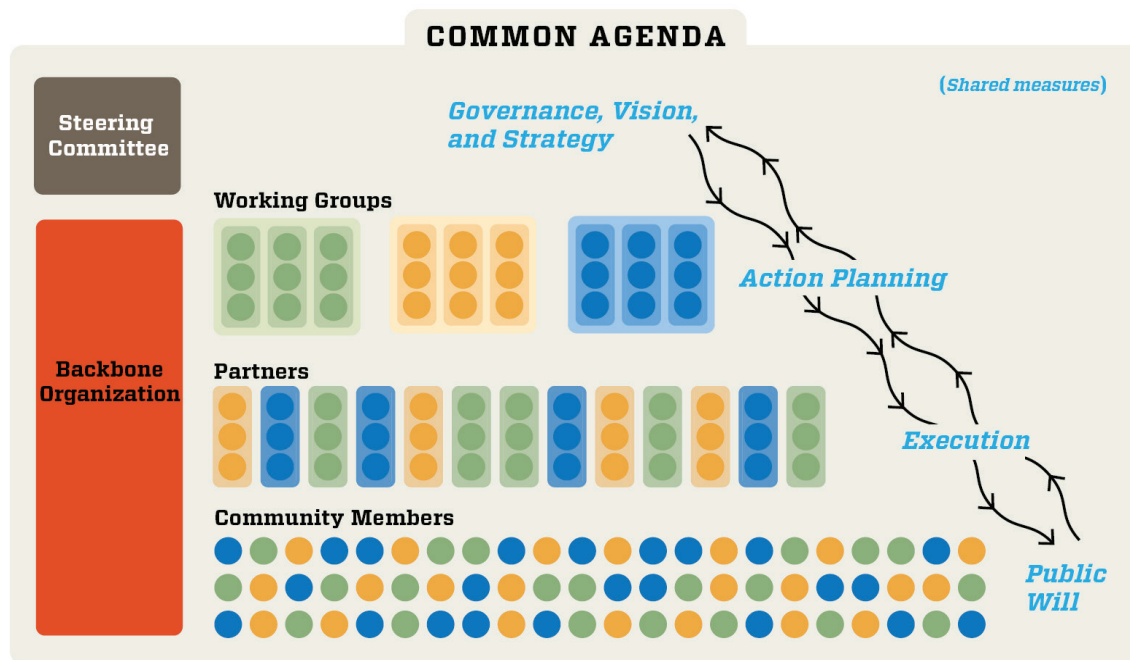 COMMON AGENDA
Steering
Committee
Governance, Vision,
and Strategy
(Shared measures)
Working Groups
Action Planning
Backbone
Organization
Partners
Execution
Community Members
Public
Will